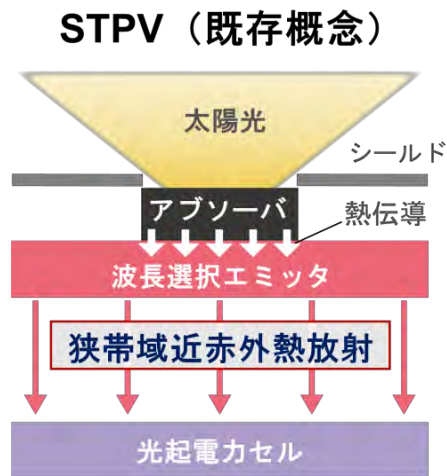 STPV（既存概念）
太陽光
シールド
アブソーバ
熱伝導
波長選択エミッタ
狭帯域近赤外熱放射
光起電力セル